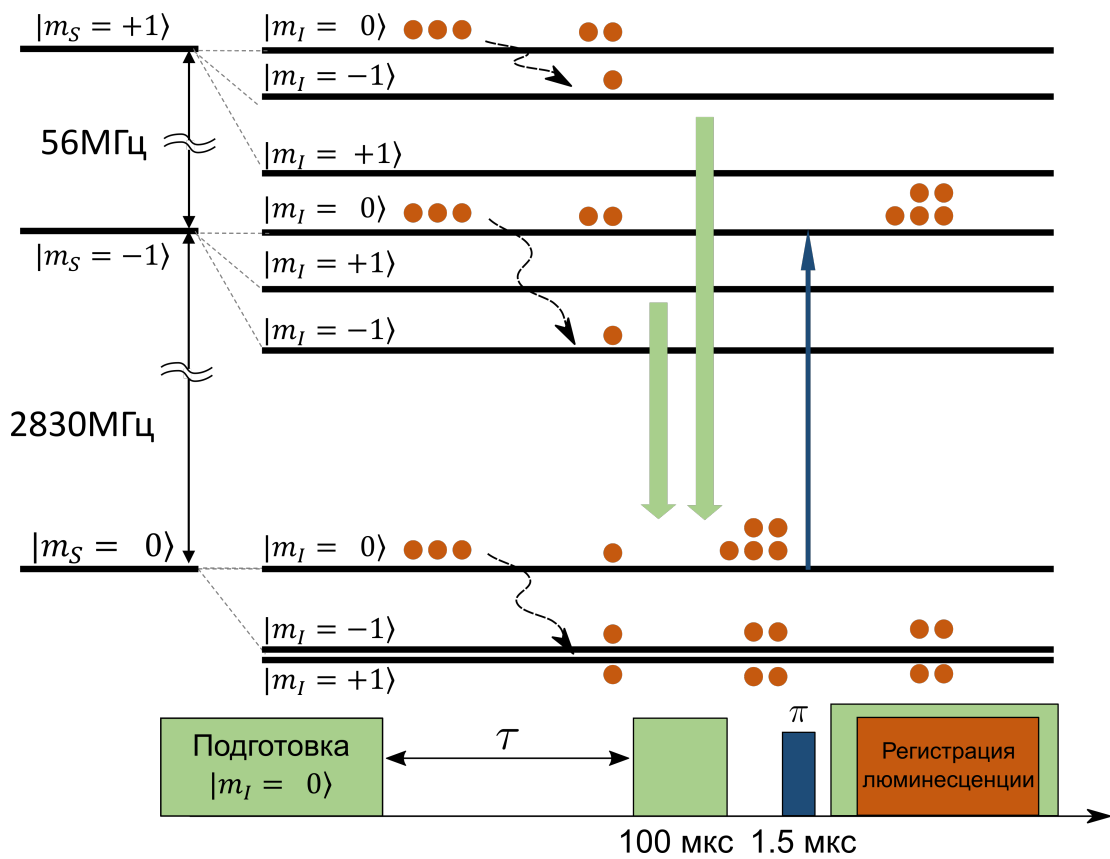 |m_S = +1⟩
|m_I = 0⟩
|m_I = −1⟩
56МГц
|m_I = +1⟩
|m_I = 0⟩
|m_S = −1⟩
|m_I = +1⟩
|m_I = −1⟩
2830МГц
|m_S = 0⟩
|m_I = 0⟩
|m_I = −1⟩
|m_I = +1⟩
Подготовка
|m_I = 0⟩
τ
π
Регистрация
люминесценции
100 мкс
1.5 мкс